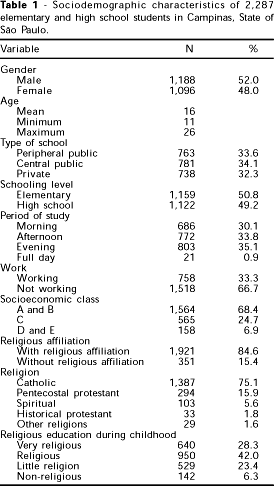 Table 1 - Sociodemographic characteristics of 2,287
elementary and high school students in Campinas, State of
São Paulo.
Variable N %
Gender
Male 1,188 52.0
Female 1,096 48.0
Age
Mean 16
Minimum 11
Maximum 26
Type of school
Peripheral public 763 33.6
Central public 781 34.1
Private 738 32.3
Schooling level
Elementary 1,159 50.8
High school 1,122 49.2
Period of study
Morning 686 30.1
Afternoon 772 33.8
Evening 803 35.1
Full day 21 0.9
Work
Working 758 33.3
Not working 1,518 66.7
Socioeconomic class
A and B 1,564 68.4
C 565 24.7
D and E 158 6.9
Religious affiliation
With religious affiliation 1,921 84.6
Without religious affiliation 351 15.4
Religion
Catholic 1,387 75.1
Pentecostal protestant 294 15.9
Spiritual 103 5.6
Historical protestant 33 1.8
Other religions 29 1.6
Religious education during childhood
Very religious 640 28.3
Religious 950 42.0
Little religion 529 23.4
Non-religious 142 6.3